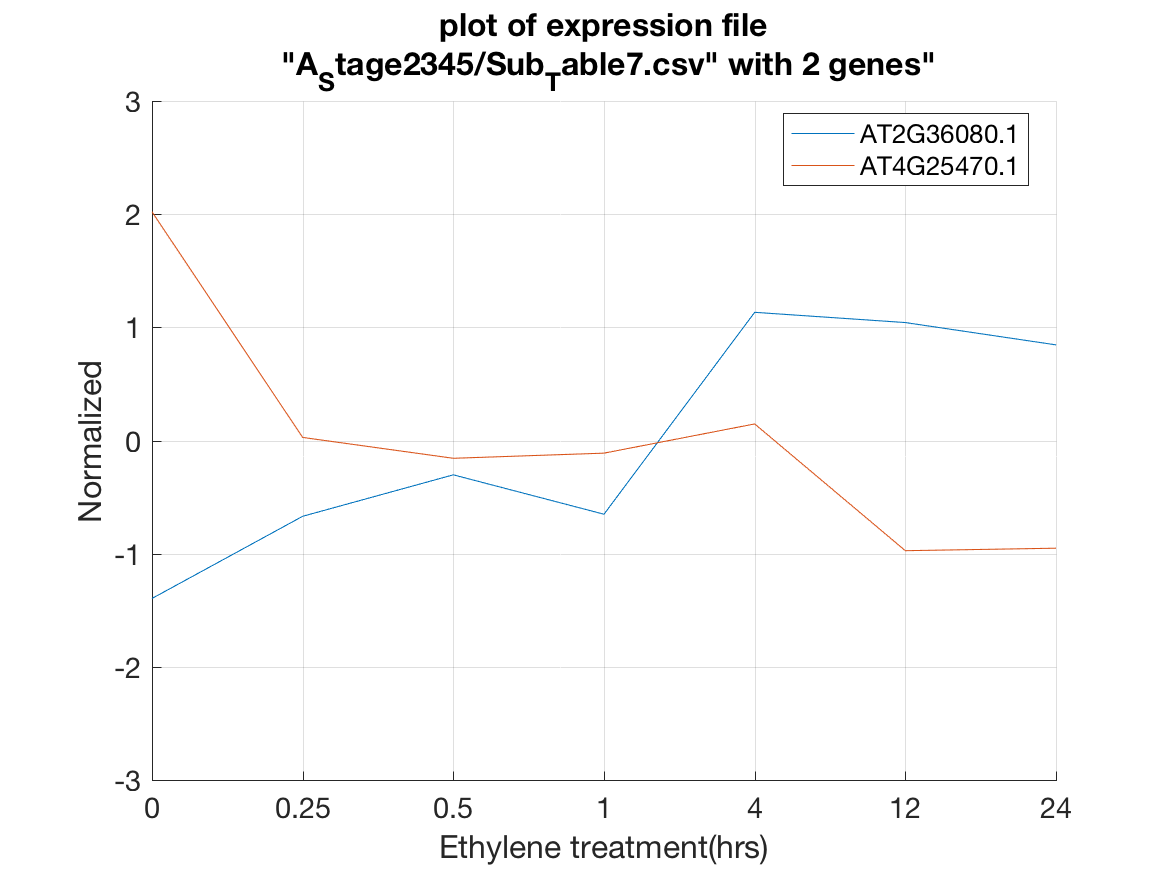 plot of expression file
"A_Stage2345/Sub_Table7.csv" with 2 genes"
3
AT2G36080.1
AT4G25470.1
2
1
0
-1
-2
-3
Normalized
0 0.25 0.5 1 4 12 24
Ethylene treatment(hrs)